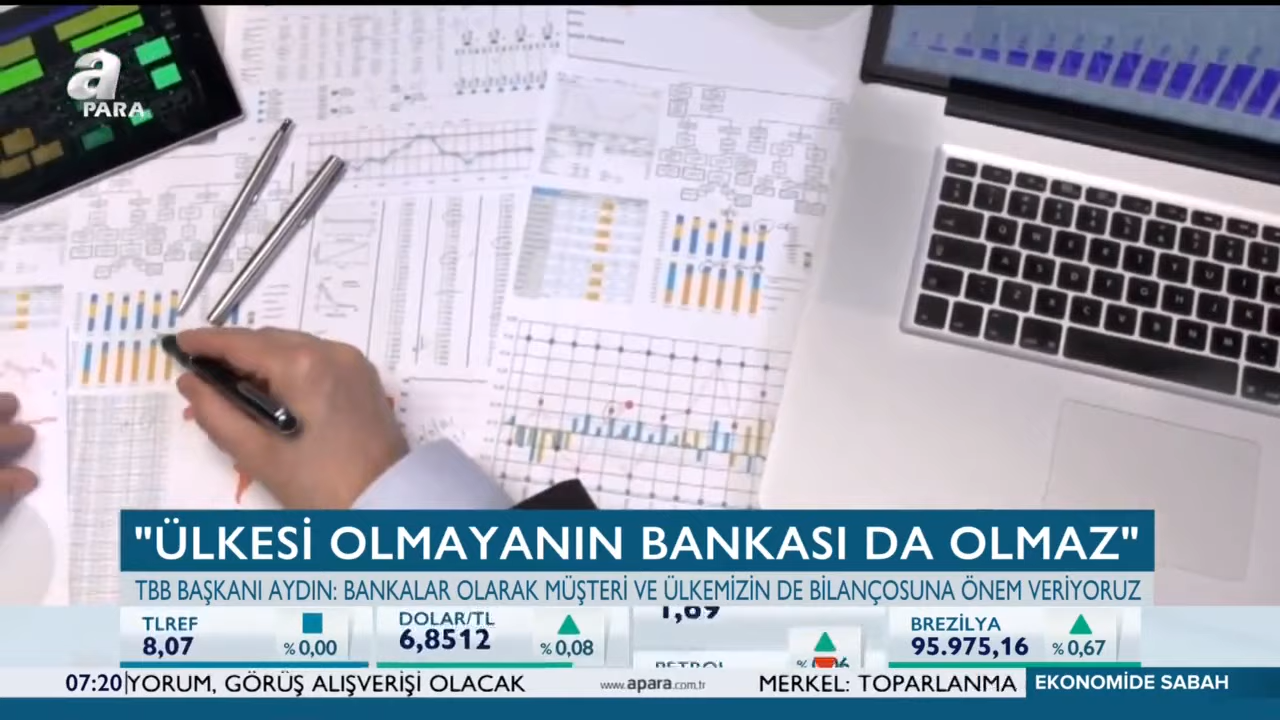 a
PARA
"ÜLKESİ OLMAYANIN BANKASI DA OLMAZ"
TBB BAŞKANI AYDIN: BANKALAR OLARAK MÜŞTERİ VE ÜLKEMİZİN DE BİLANÇOSUNA ÖNEM VERİYORUZ
TLREF
8,07
% 0,00
DOLAR/TL
6,8512
% 0,08
BREZİLYA
95.975,16
% 0,67
07:20
YORUM, GÖRÜŞ ALIŞVERİŞİ OLACAK
www.apara.com.tr
MERKEL: TOPARLANMA
EKONOMİDE SABAH